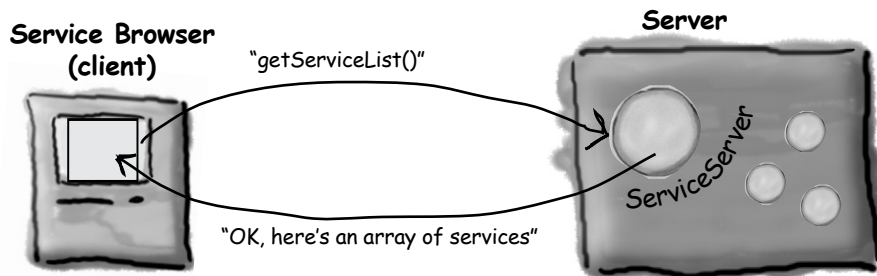 Service Browser
(client)
“getServiceList()”
Server
ServiceServer
“OK, here’s an array of services”